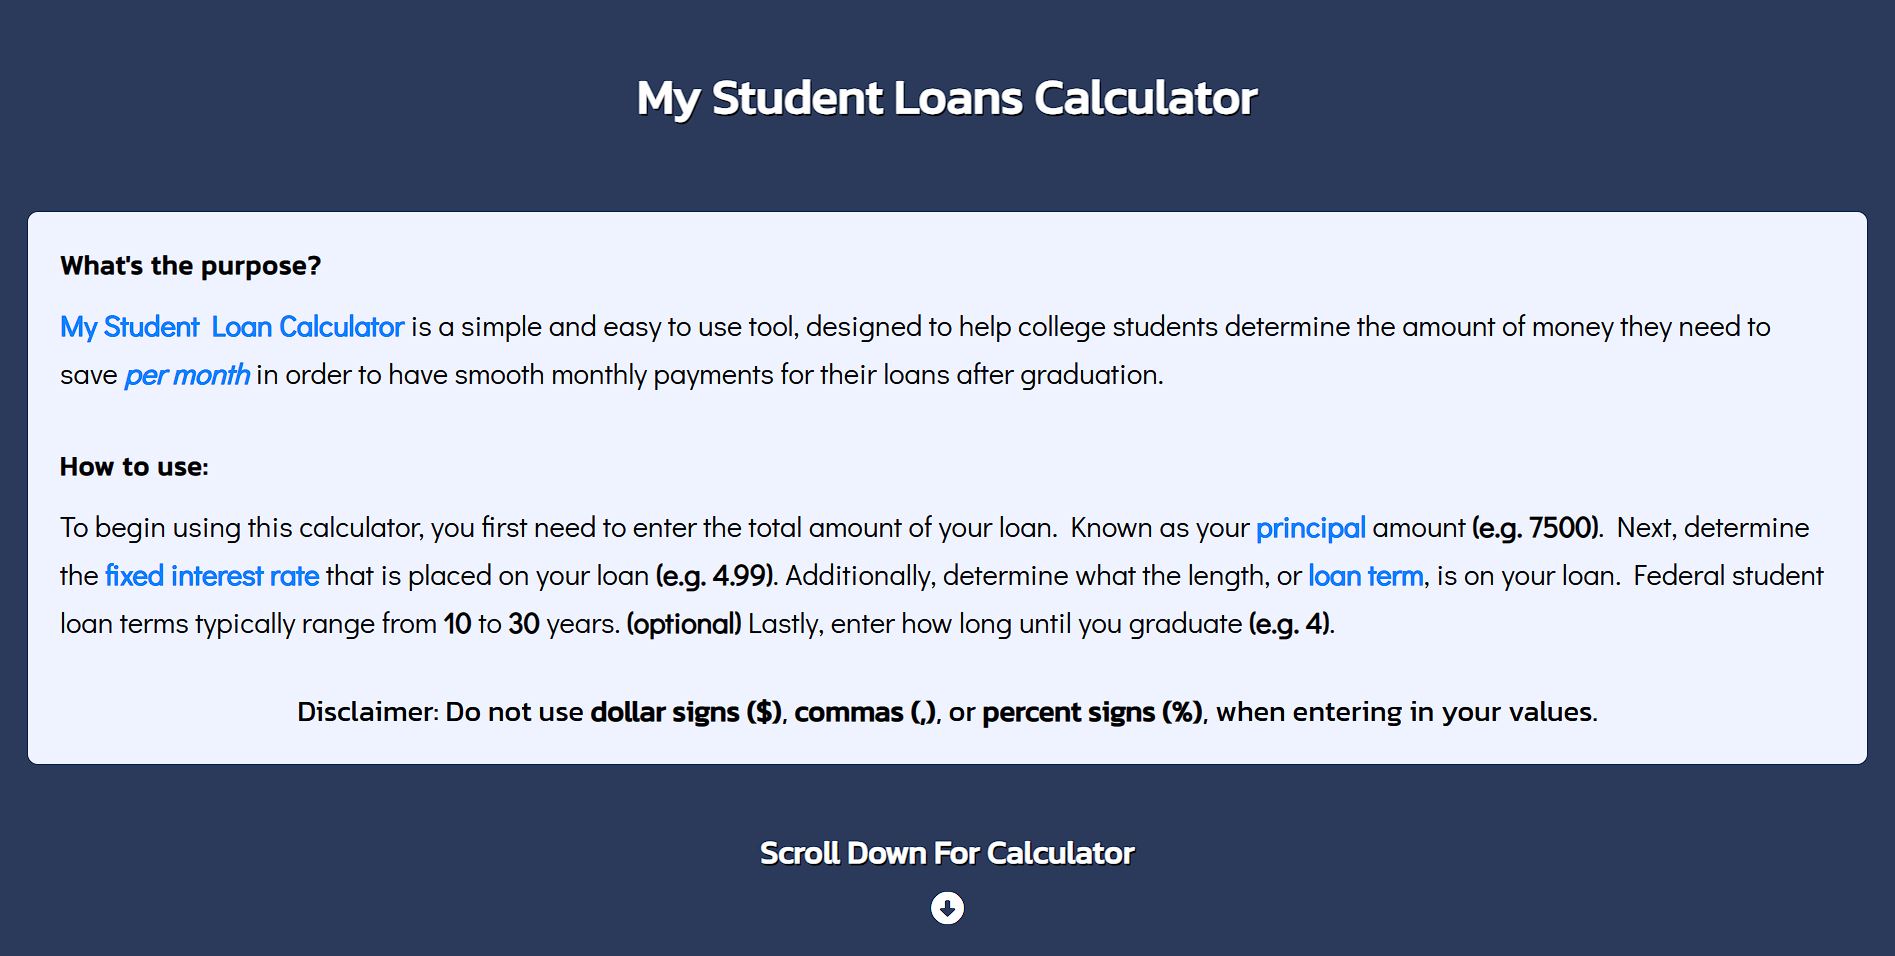 My Student Loans Calculator
What's the purpose?
My Student Loan Calculator is a simple and easy to use tool, designed to help college students determine the amount of money they need to
save per month in order to have smooth monthly payments for their loans after graduation.
How to use:
To begin using this calculator, you first need to enter the total amount of your loan. Known as your principal amount (e.g. 7500). Next, determine
the fixed interest rate that is placed on your loan (e.g. 4.99). Additionally, determine what the length, or loan term, is on your loan. Federal student
loan terms typically range from 10 to 30 years. (optional) Lastly, enter how long until you graduate (e.g. 4).
Disclaimer: Do not use dollar signs ($), commas (,), or percent signs (%), when entering in your values.
Scroll Down For Calculator